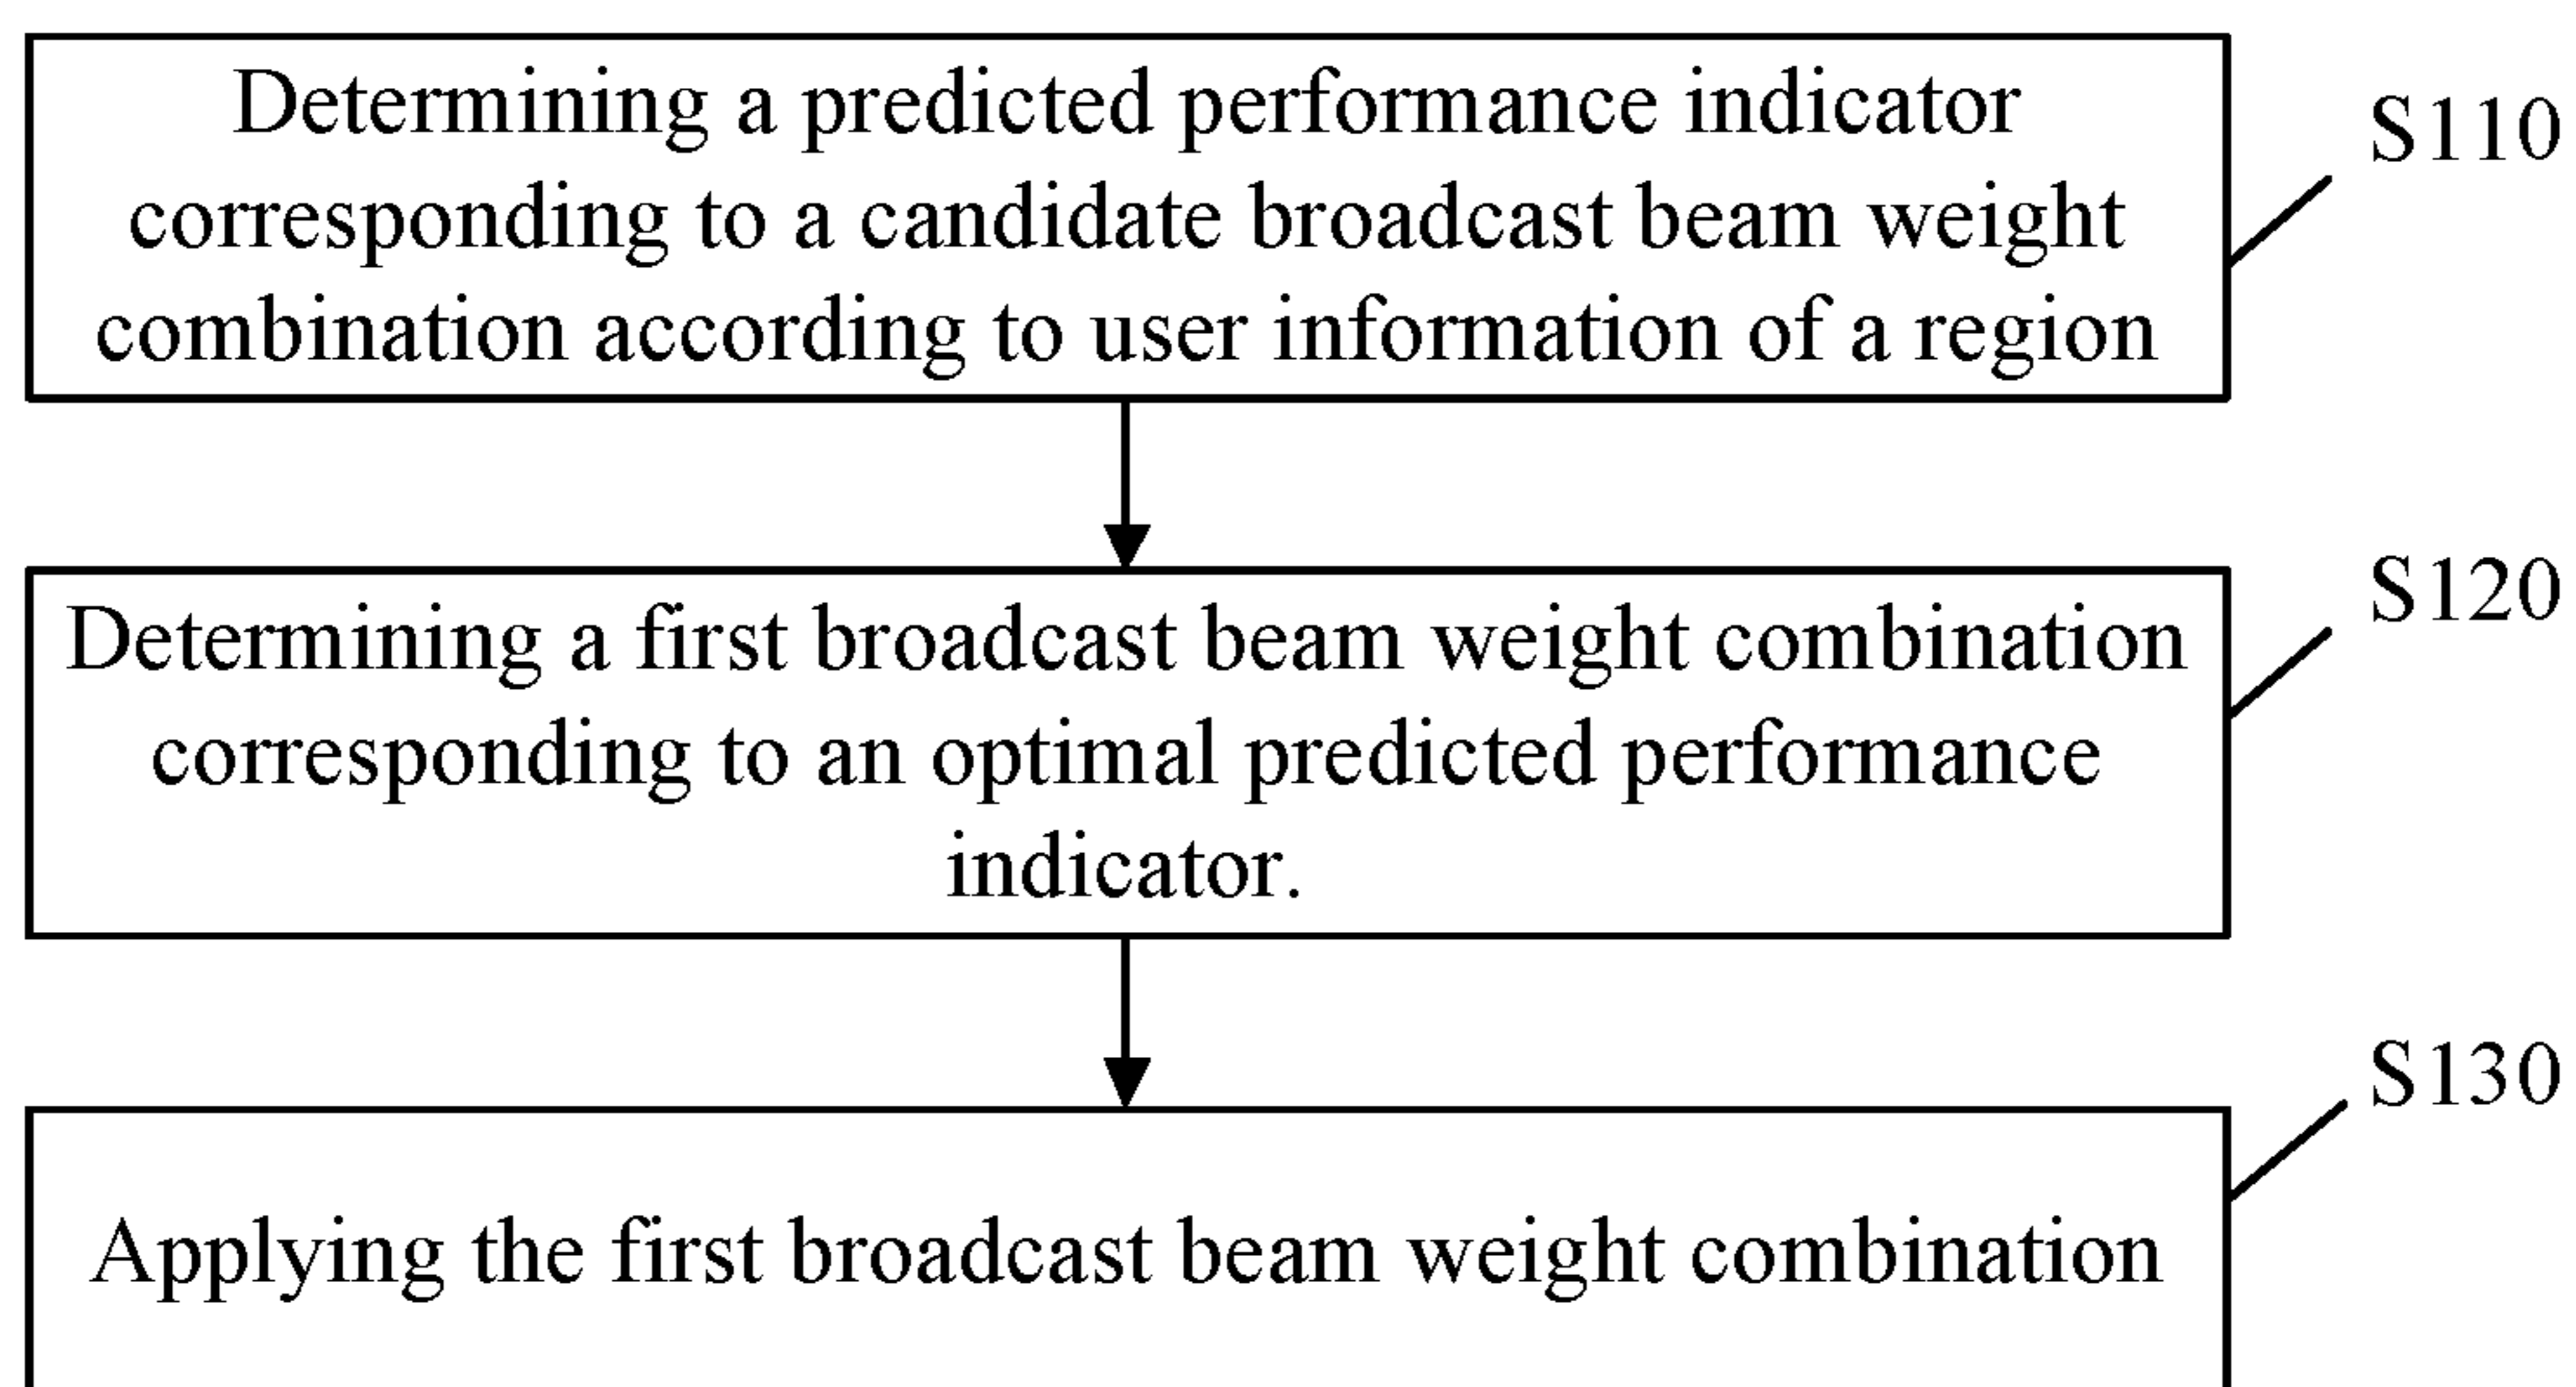 Determining a predicted performance indicator
corresponding to a candidate broadcast beam weight
combination according to user information of a region
S110
Determining a first broadcast beam weight combination
corresponding to an optimal predicted performance
indicator.
S120
Applying the first broadcast beam weight combination
S130